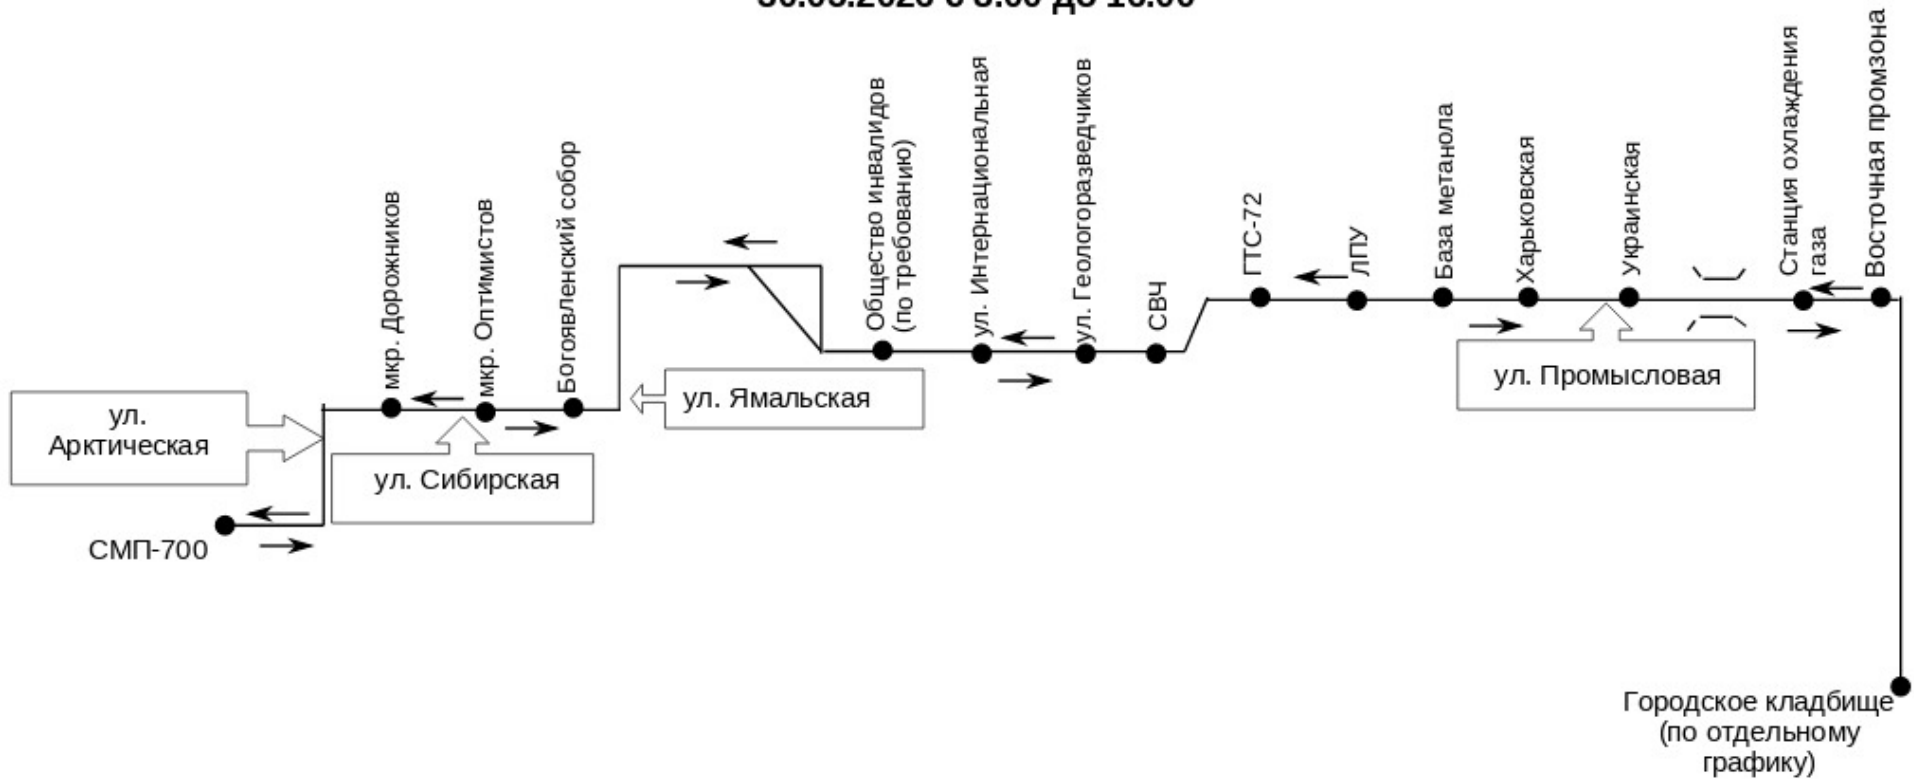 мкр. Дорожников
мкр. Оптимистов
Богоявленский собор
Общество инвалидов
(по требованию)
ул. Интернациональная
ул. Геологоразведчиков
СВЧ
ГТС-72
ЛПУ
База метанола
Харьковская
Украинская
Станция охлаждения
газа
Восточная промзона
ул. Промысловая
ул. Ямальская
ул.
Арктическая
ул. Сибирская
СМП-700
Городское кладбище
(по отдельному
графику)